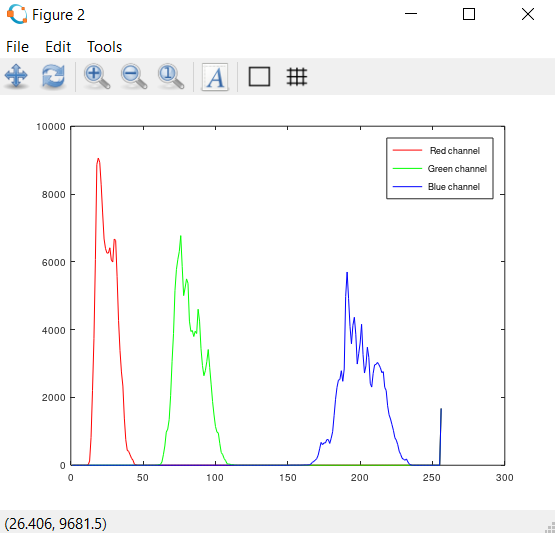 Figure 2
File Edit Tools
A
10000
8000
6000
4000
2000
0
0 50 100 150 200 250 300
Red channel
Green channel
Blue channel
(26.406, 9681.5)